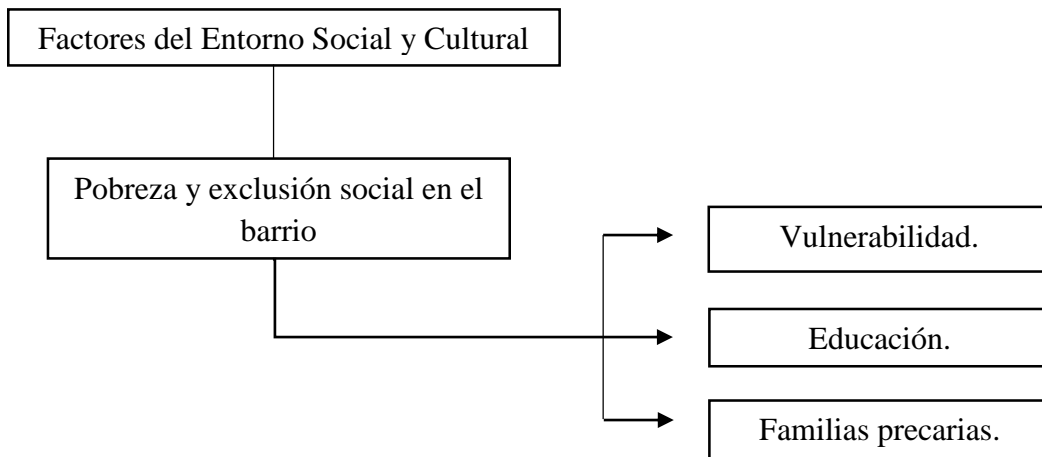 Factores del Entorno Social y Cultural
Pobreza y exclusión social en el
barrio
Vulnerabilidad.
Educación.
Familias precarias.